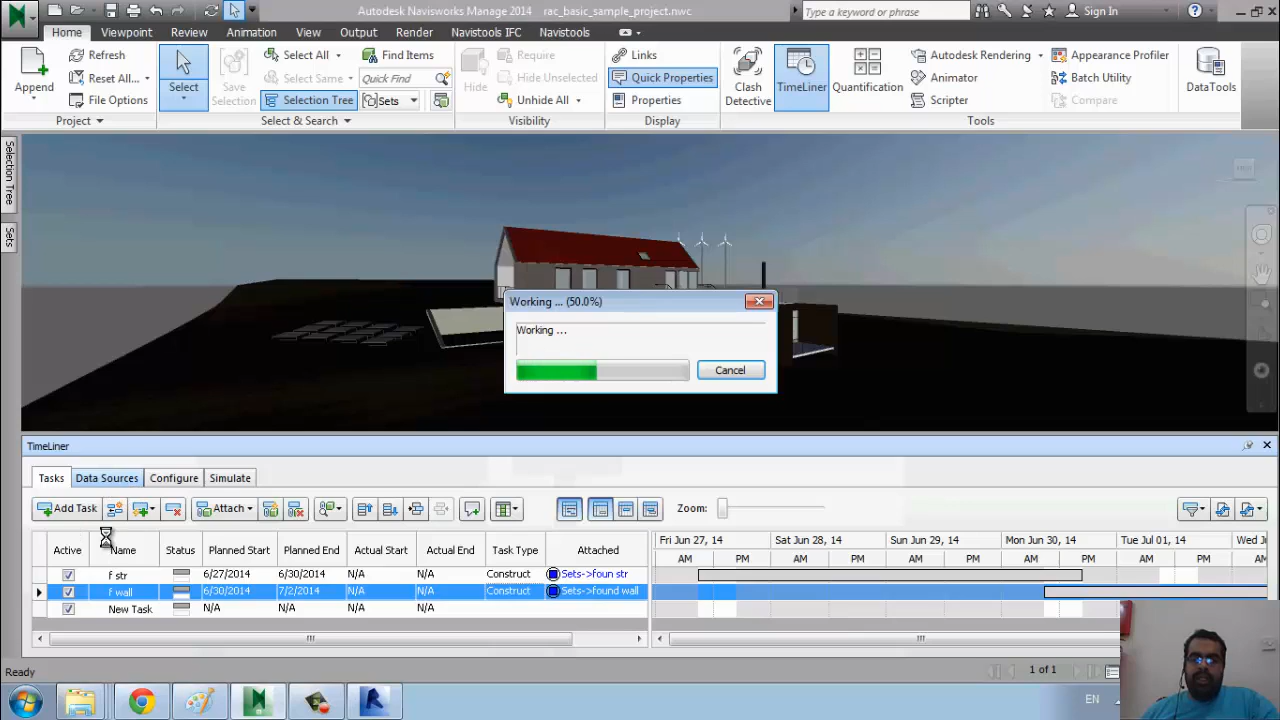 Autodesk Navisworks Manage 2014 rac_basic_sample_project.nwc
Type a keyword or phrase
Sign In
Home Viewpoint Review Animation View Output Render Navistools IFC Navistools
Append
Refresh
Reset All...
File Options
Project
Select
Save Selection
Select All
Select Same
Selection Tree
Find Items
Quick Find
Sets
Select & Search
Hide
Require
Hide Unselected
Unhide All
Visibility
Links
Quick Properties
Properties
Display
Clash Detective
TimeLiner
Quantification
Autodesk Rendering
Animator
Scripter
Appearance Profiler
Batch Utility
Compare
Tools
DataTools
Selection Tree
Sets
Working ... (50.0%)
Working ...
Cancel
TimeLiner
Tasks Data Sources Configure Simulate
Add Task Attach Zoom:
Active Name Status Planned Start Planned End Actual Start Actual End Task Type Attached
Fri Jun 27, 14 Sat Jun 28, 14 Sun Jun 29, 14 Mon Jun 30, 14 Tue Jul 01, 14 Wed J
AM PM AM PM AM PM AM PM AM PM
f str 6/27/2014 6/30/2014 N/A N/A Construct Sets->foun str
f wall 6/30/2014 7/2/2014 N/A N/A Construct Sets->found wall
New Task N/A N/A N/A N/A
Ready
1 of 1
EN